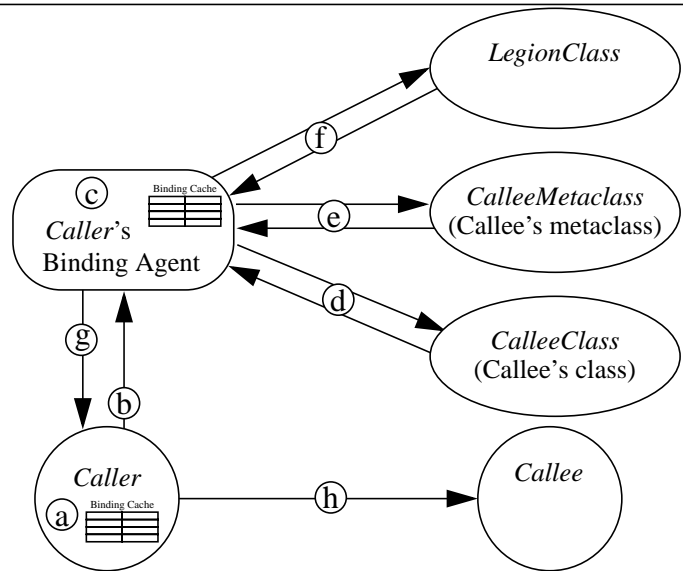 LegionClass
f
c
Binding Cache
Caller's
Binding Agent
e
CalleeMetaclass
(Callee's metaclass)
d
CalleeClass
(Callee's class)
g
b
Caller
a
Binding Cache
h
Callee